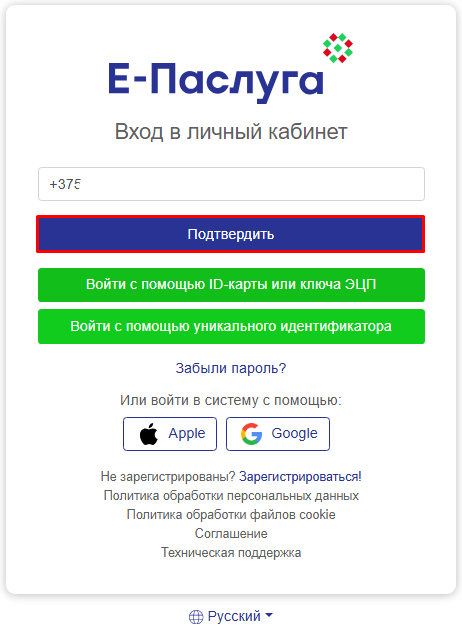 Е-Паслуга
Вход в личный кабинет
+375
Подтвердить
Войти с помощью ID-карты или ключа ЭЦП
Войти с помощью уникального идентификатора
Забыли пароль?
Или войти в систему с помощью:
Apple
Google
Не зарегистрированы? Зарегистрироваться!
Политика обработки персональных данных
Политика обработки файлов cookie
Соглашение
Техническая поддержка
Русский